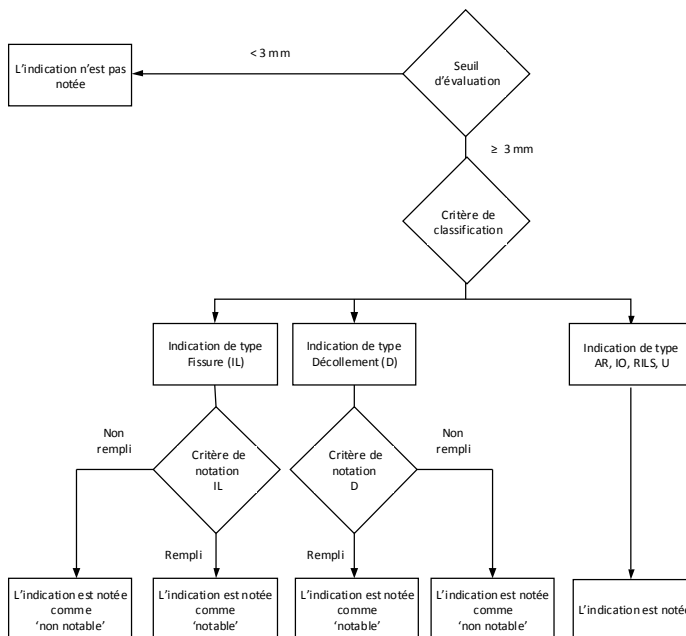 < 3 mm
Seuil
d'évaluation
L'indication n'est pas
notée
≥ 3 mm
Critère de
classification
Indication de type
Fissure (IL)
Indication de type
Décollement (D)
Indication de type
AR, IO, RILS, U
Non
rempli
Critère de
notation
IL
Critère de
notation
D
Non
rempli
Rempli
Rempli
L'indication est notée
comme
'non notable'
L'indication est notée
comme
'notable'
L'indication est notée
comme
'notable'
L'indication est notée
comme
'non notable'
L'indication est notée